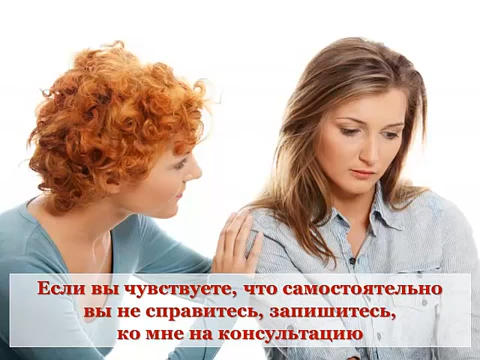 Если вы чувствуете, что самостоятельно
вы не справитесь, запишитесь,
ко мне на консультацию